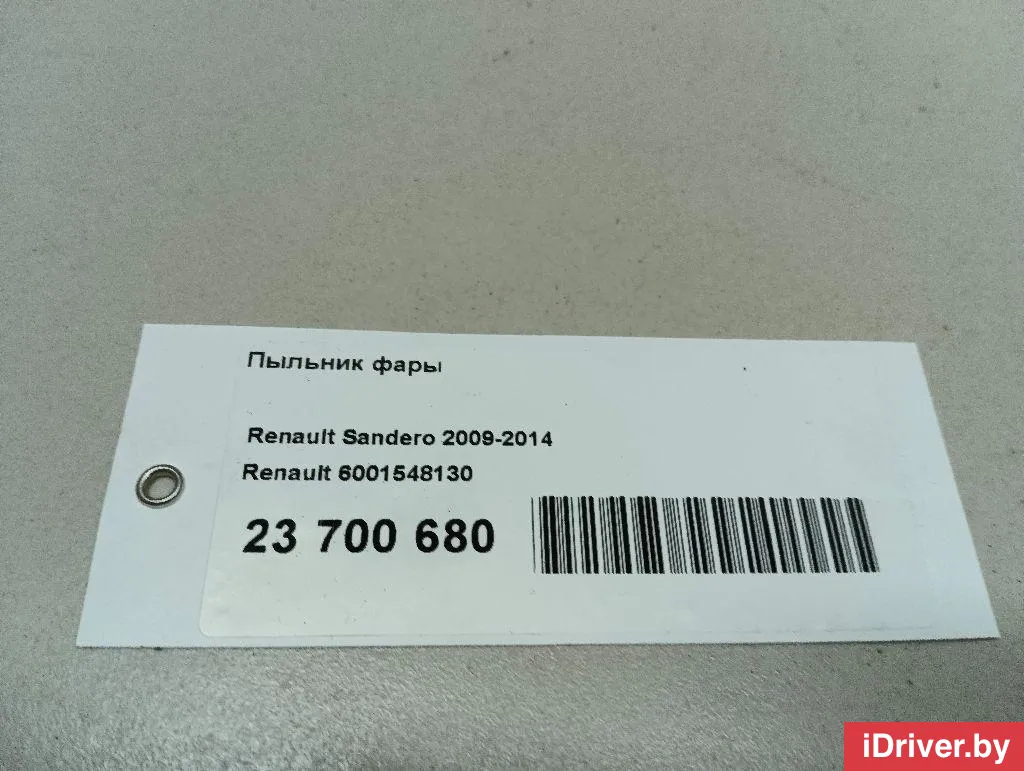 Пыльник фары
Renault Sandero 2009-2014
Renault 6001548130
23 700 680
iDriver.by